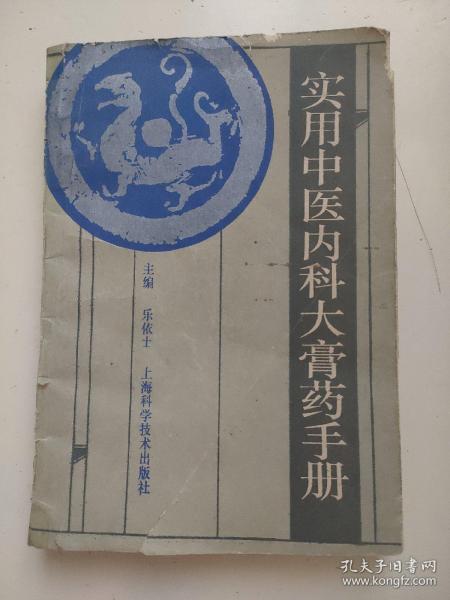 实用中医内科大膏药手册
主编 乐依士 上海科学技术出版社
孔夫子旧书网
www.kongfz.com